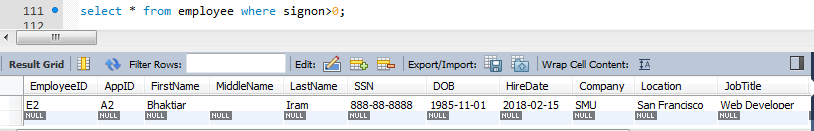 111 select * from employee where signon>0;
112
Result Grid Filter Rows: Edit: Export/Import: Wrap Cell Content:
EmployeeID AppID FirstName MiddleName LastName SSN DOB HireDate Company Location JobTitle
E2 A2 Bhaktiar Iram 888-88-8888 1985-11-01 2018-02-15 SMU San Francisco Web Developer
NULL NULL NULL NULL NULL NULL NULL NULL NULL NULL NULL